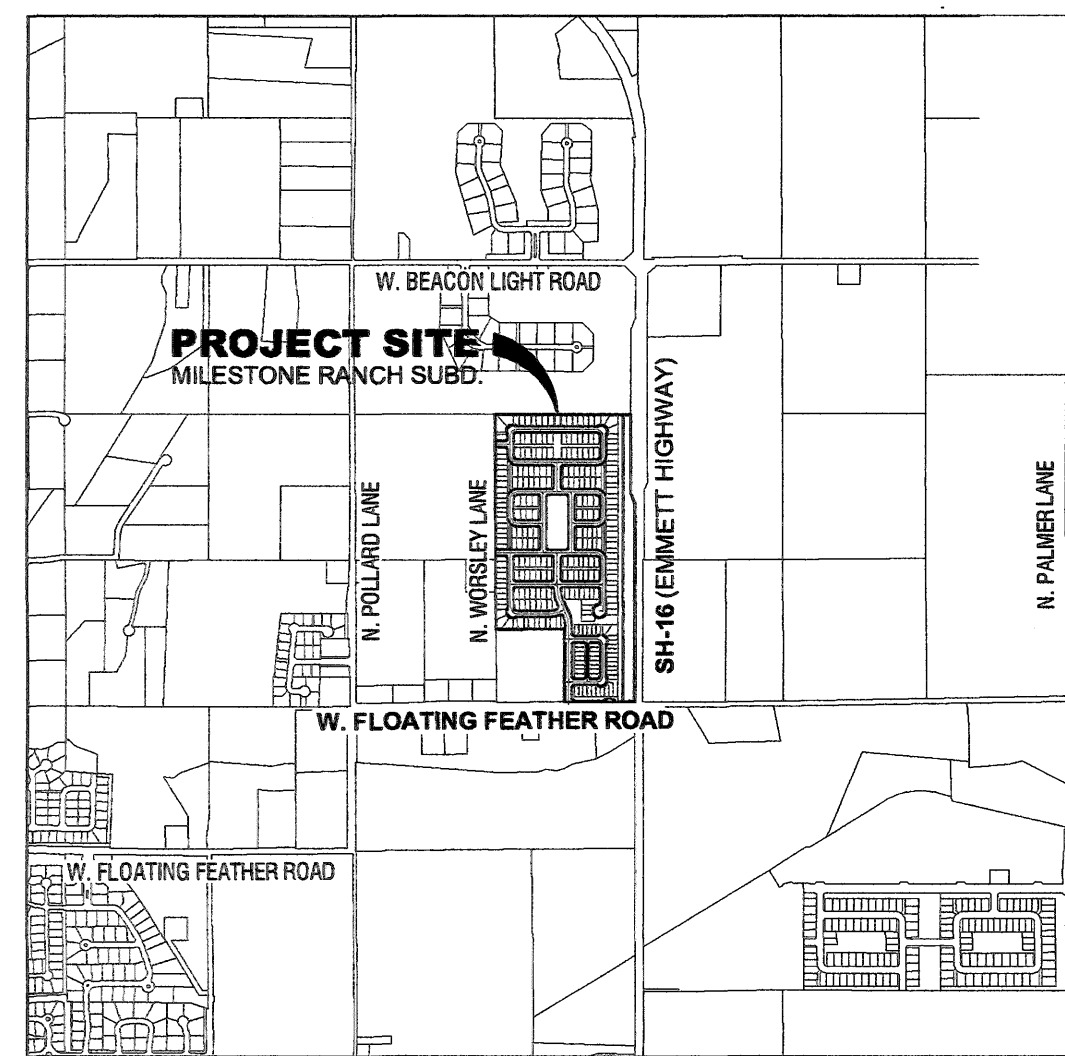 W. BEACON LIGHT ROAD
PROJECT SITE
MILESTONE RANCH SUBD.
N. POLLARD LANE
N. WORSLEY LANE
SH-16 (EMMETT HIGHWAY)
N. PALMER LANE
W. FLOATING FEATHER ROAD
W. FLOATING FEATHER ROAD